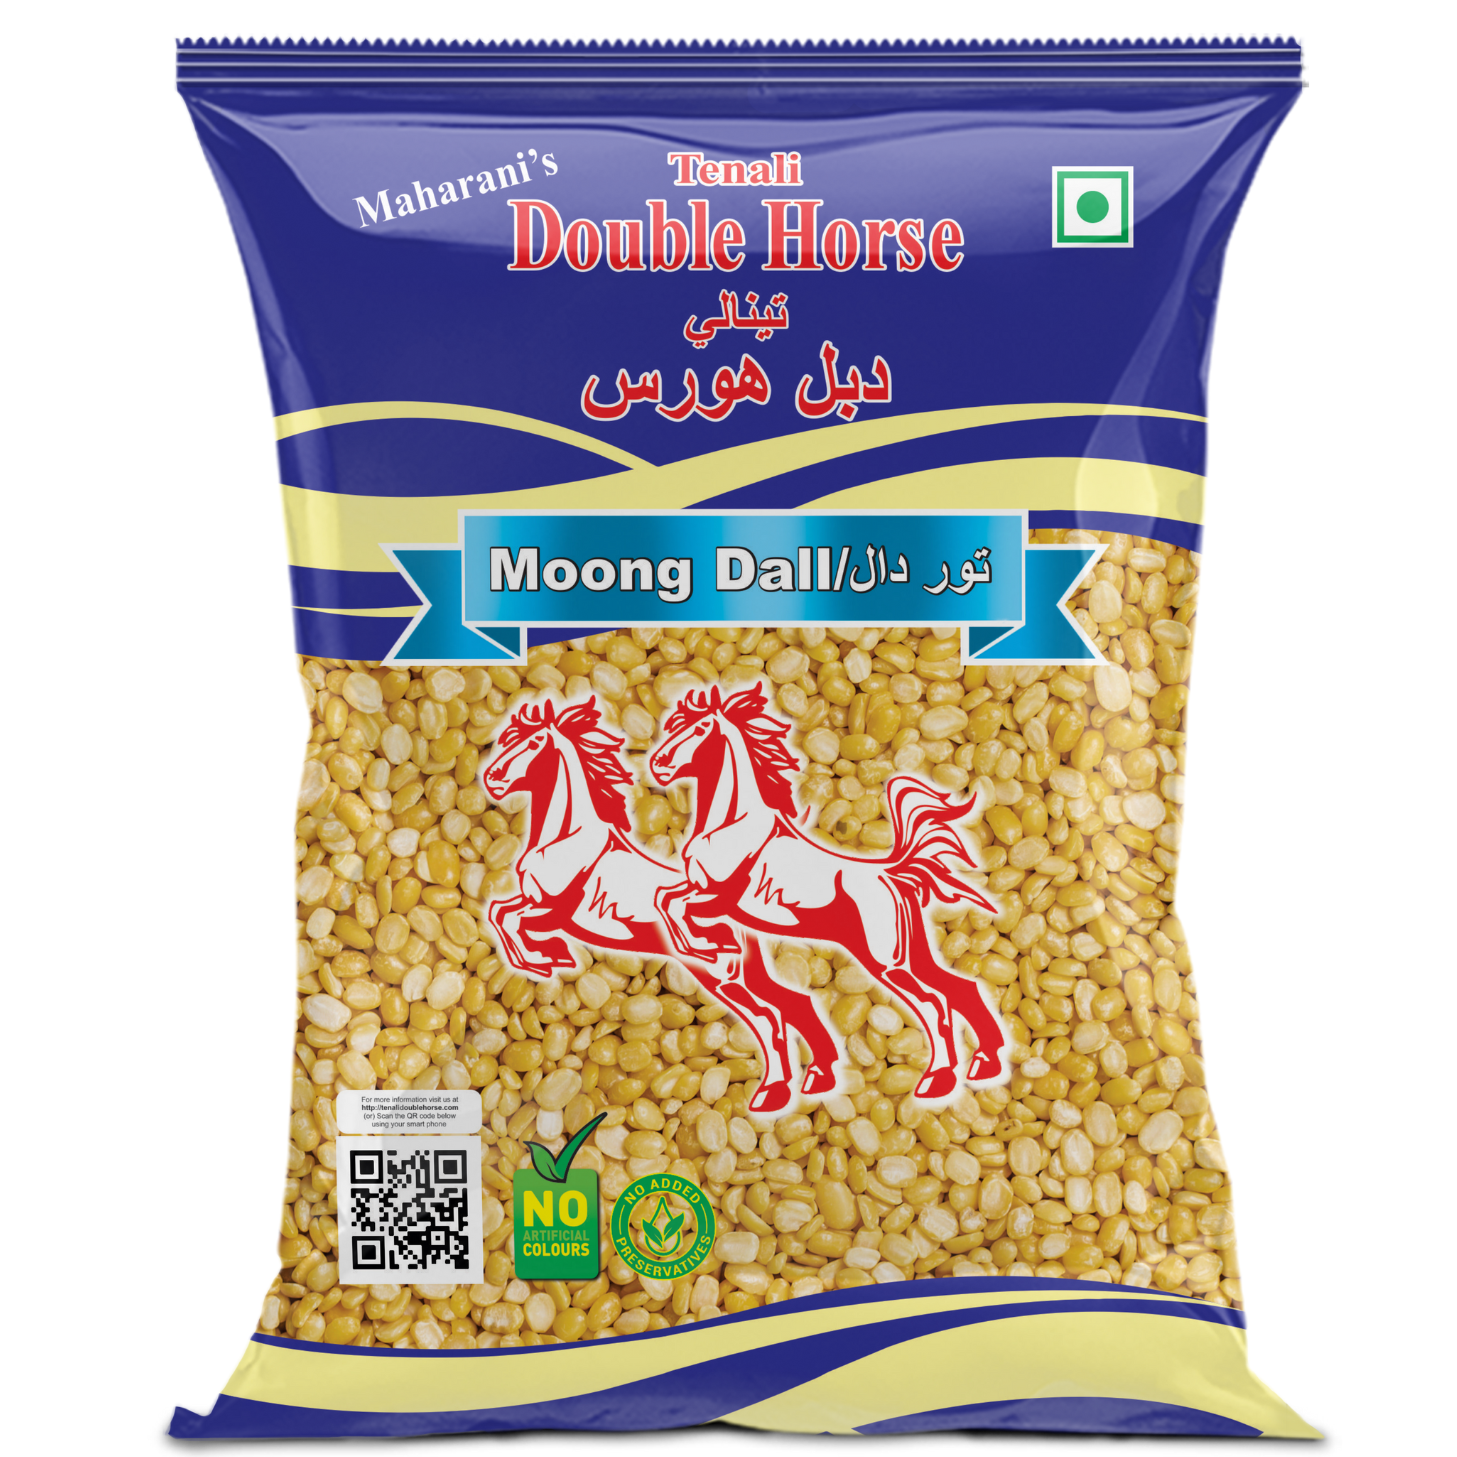 Maharani's
Tenali
Double Horse
تينالي
دبل هورس
Moong Dall/تور دال
For more information visit us at
http://tenalidoublehorse.com
(or) Scan the QR code below
using your smart phone
NO
ARTIFICIAL
COLOURS
NO ADDED
PRESERVATIVES